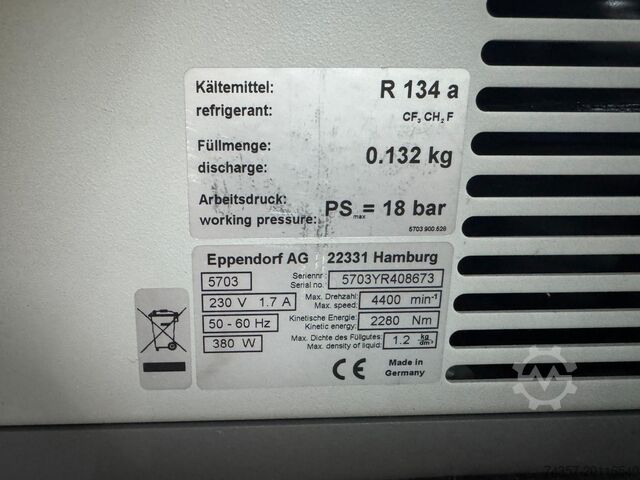 Kältemittel: R 134 a
refrigerant: CF₃CH₂F
Füllmenge:
discharge: 0.132 kg
Arbeitsdruck:
working pressure: PSmax = 18 bar
5703 900.526
Eppendorf AG 22331 Hamburg
5703 Seriennr. Serial no.: 5703YR408673
230 V 1.7 A Max. Drehzahl: Max. speed: 4400 min⁻¹
50 - 60 Hz Kinetische Energie: Kinetic energy: 2280 Nm
380 W Max. Dichte des Füllgutes: Max. density of liquid: 1.2 kg/dm³
CE Made in
Germany
74357-20116540